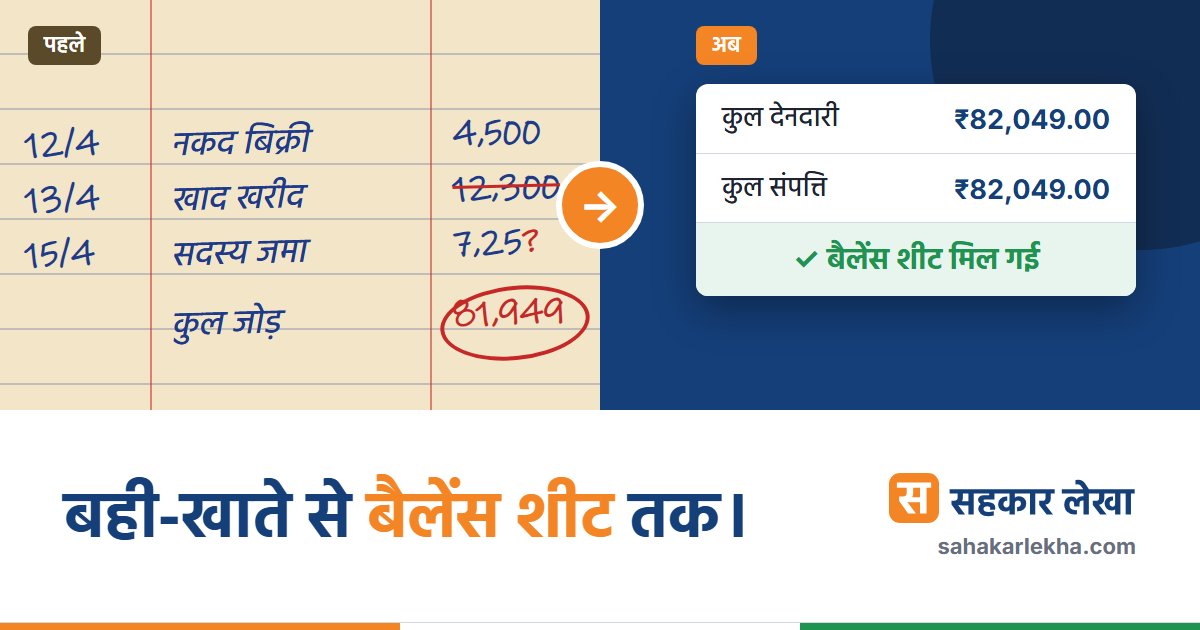 पहले
12/4 नकद बिक्री 4,500
13/4 खाद खरीद 12,300
15/4 सदस्य जमा 7,25?
कुल जोड़ 81,949
→
अब
कुल देनदारी ₹82,049.00
कुल संपत्ति ₹82,049.00
✓ बैलेंस शीट मिल गई
बही-खाते से बैलेंस शीट तक।
स सहकार लेखा
sahakarlekha.com